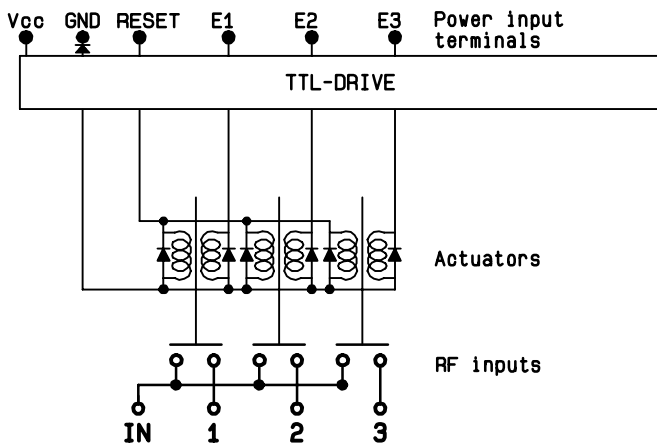 Vcc GND RESET E1 E2 E3 Power input
terminals
TTL-DRIVE
Actuators
RF inputs
IN 1 2 3